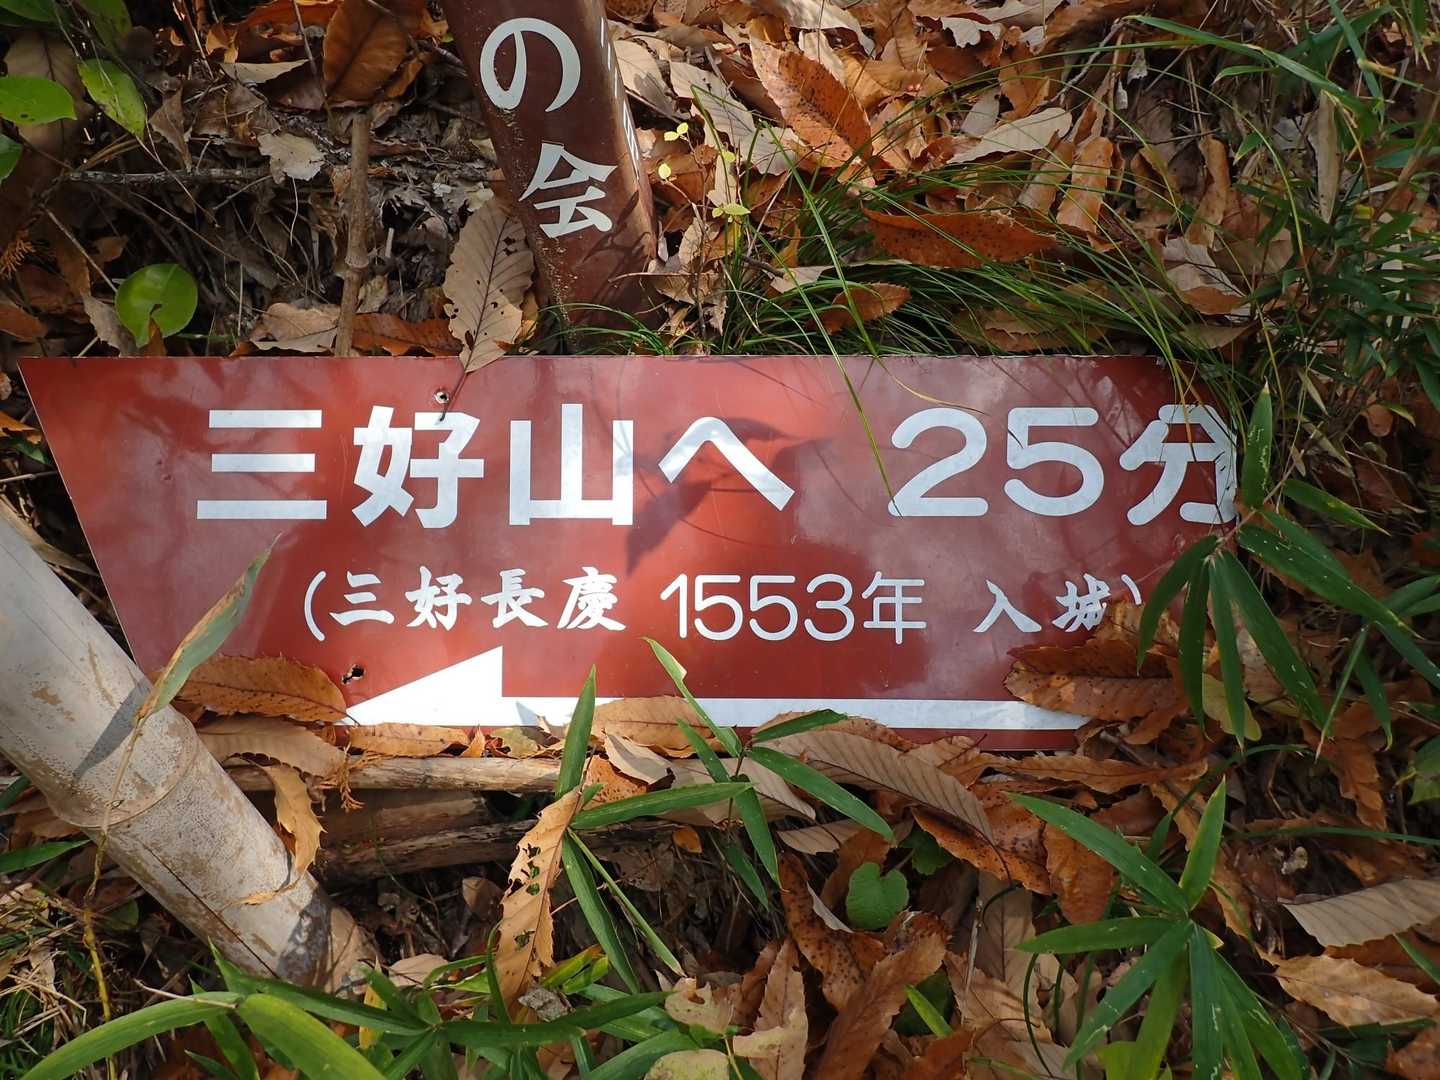 の会
三好山へ 25分
(三好長慶 1553年 入城)